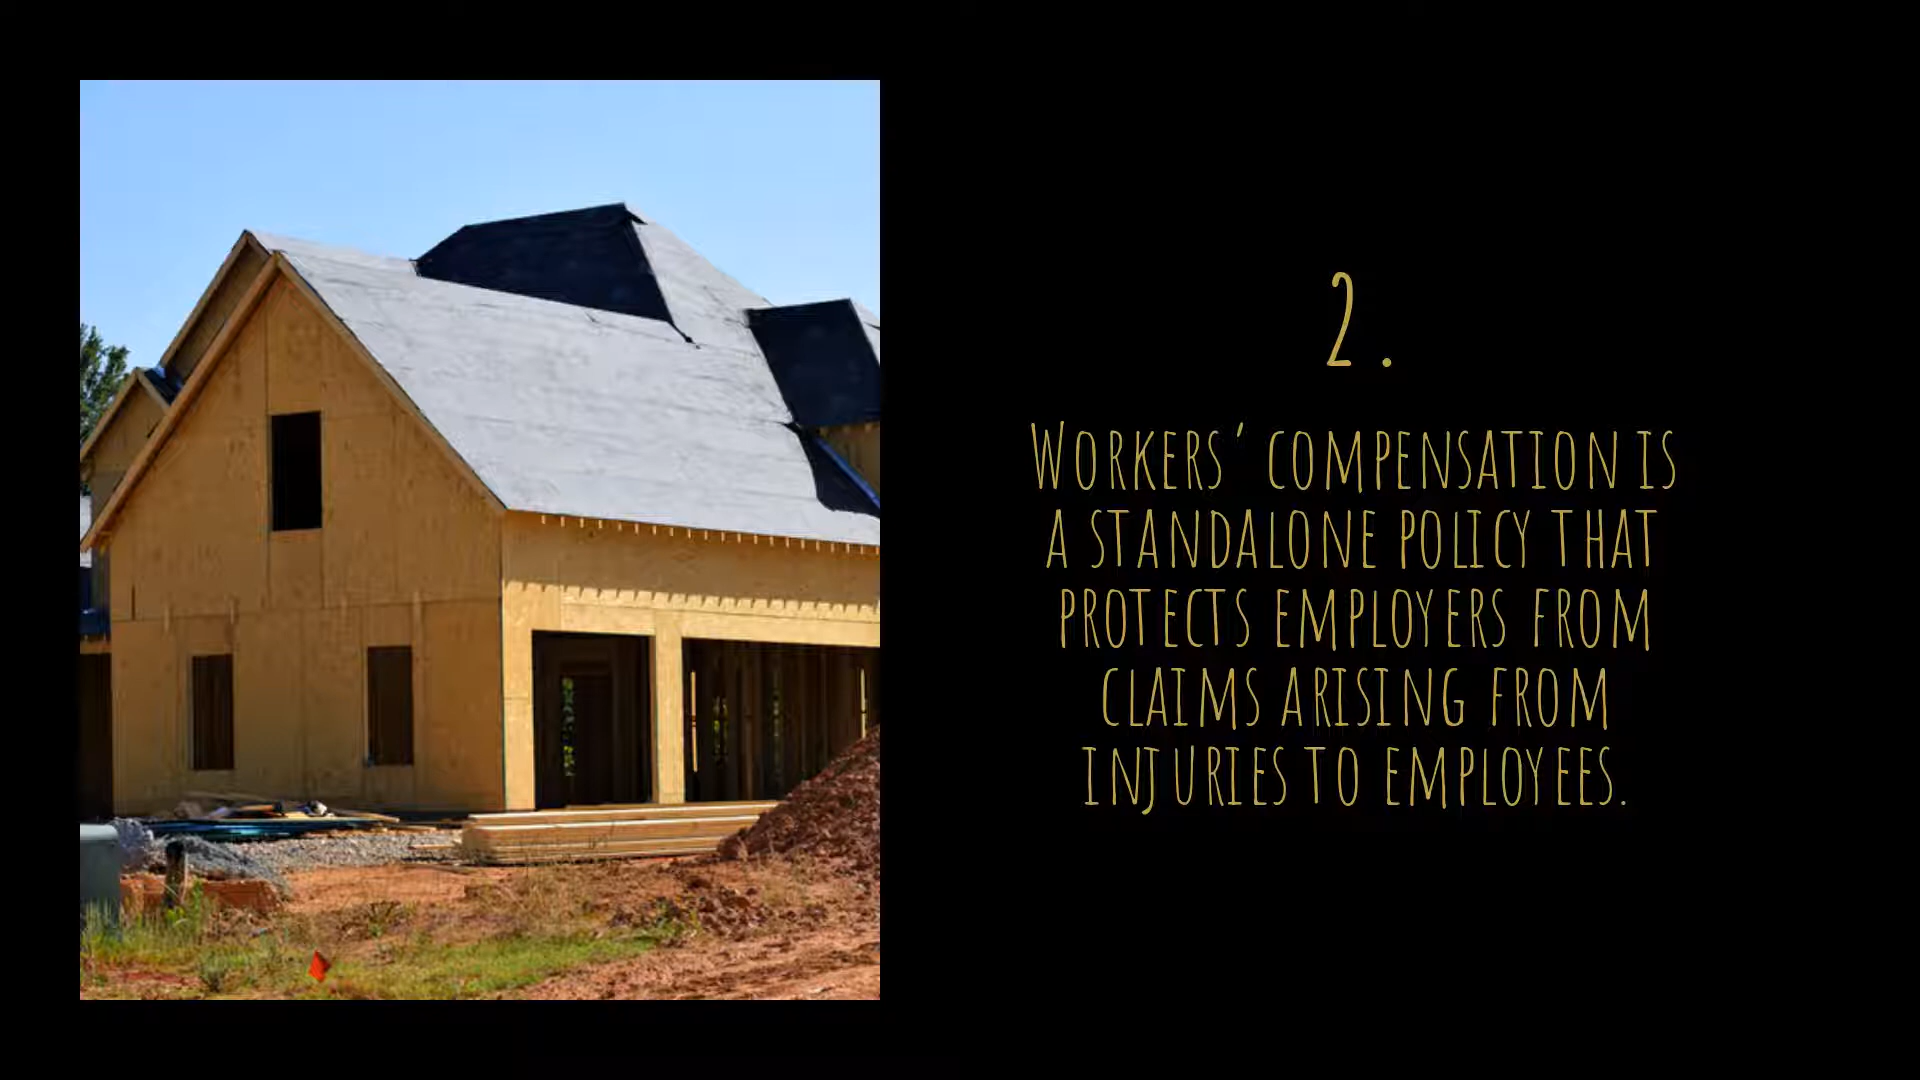 2.
Workers' compensation is
a standalone policy that
protects employers from
claims arising from
injuries to employees.